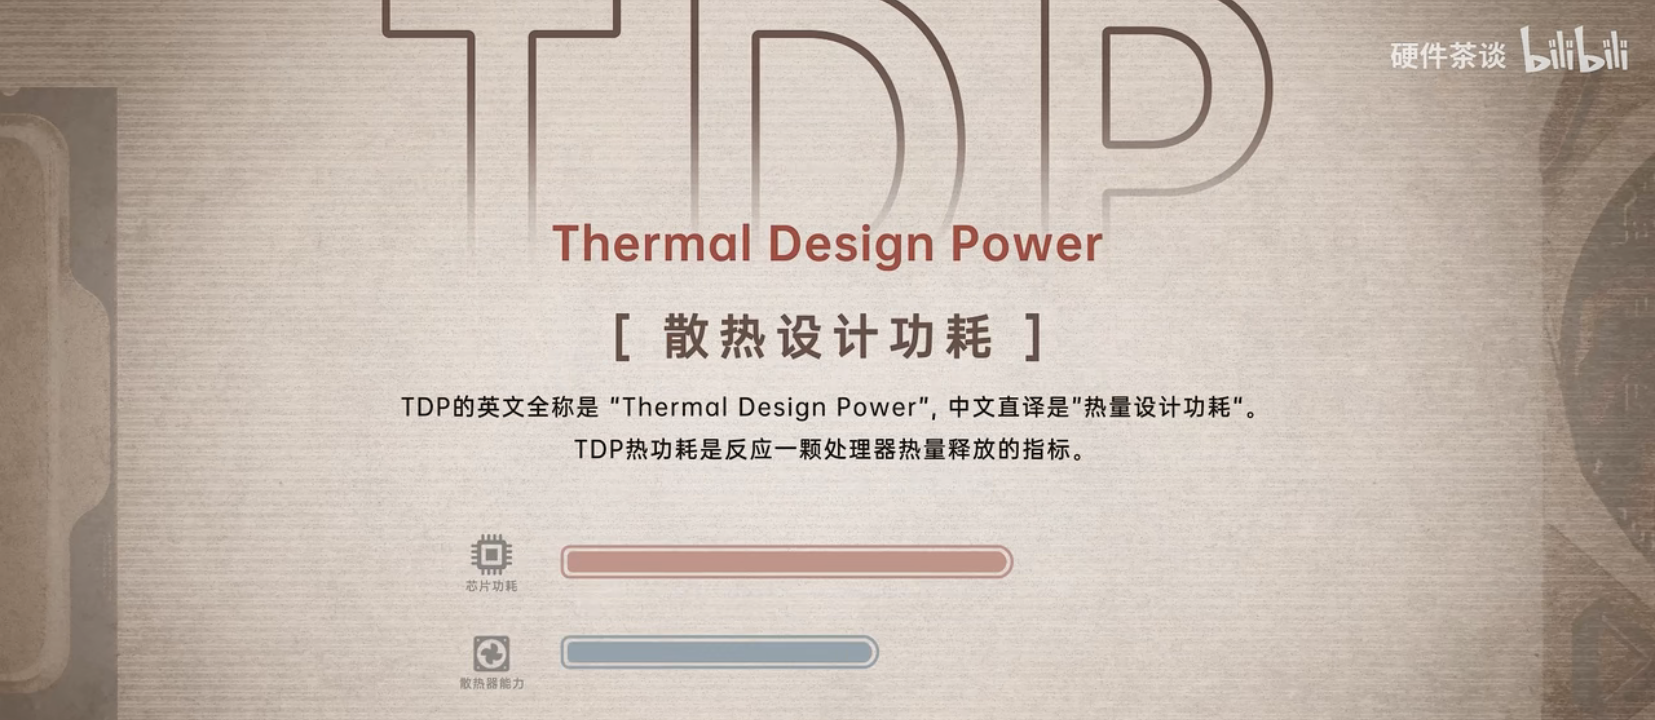 TDP
硬件茶谈 bilibili
Thermal Design Power
[ 散热设计功耗 ]
TDP的英文全称是 "Thermal Design Power", 中文直译是"热量设计功耗"。
TDP热功耗是反应一颗处理器热量释放的指标。
芯片功耗
散热器能力